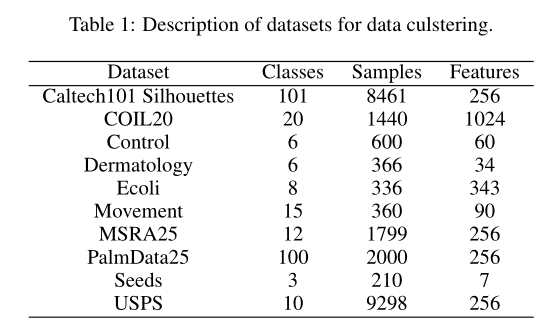 Table 1: Description of datasets for data culstering.
Dataset Classes Samples Features
Caltech101 Silhouettes 101 8461 256
COIL20 20 1440 1024
Control 6 600 60
Dermatology 6 366 34
Ecoli 8 336 343
Movement 15 360 90
MSRA25 12 1799 256
PalmData25 100 2000 256
Seeds 3 210 7
USPS 10 9298 256